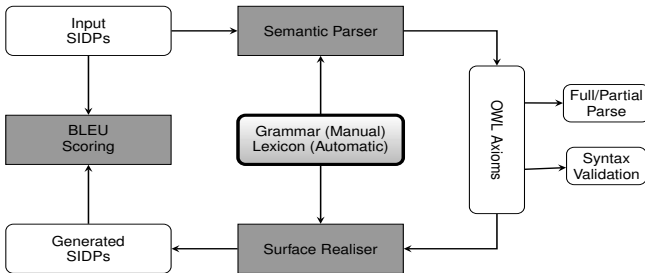 Input
SIDPs
Semantic Parser
BLEU
Scoring
Grammar (Manual)
Lexicon (Automatic)
OWL Axioms
Full/Partial
Parse
Syntax
Validation
Generated
SIDPs
Surface Realiser